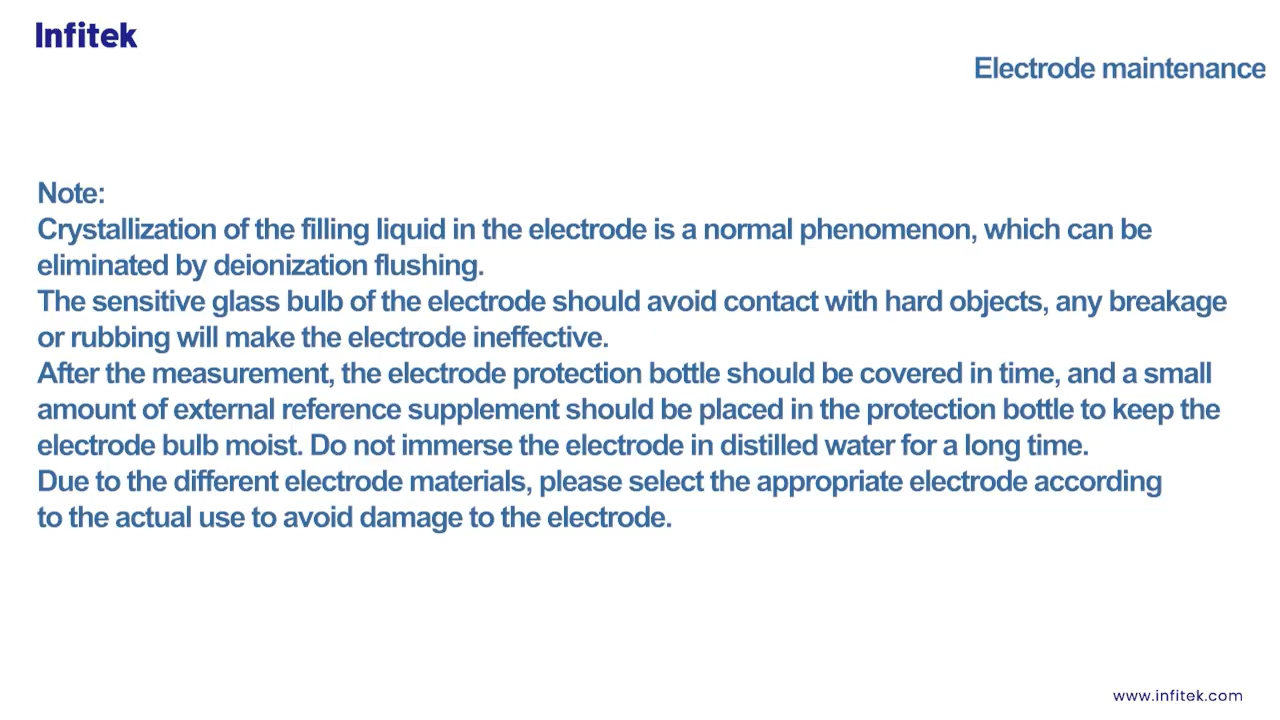 Infitek
Electrode maintenance
Note:
Crystallization of the filling liquid in the electrode is a normal phenomenon, which can be
eliminated by deionization flushing.
The sensitive glass bulb of the electrode should avoid contact with hard objects, any breakage
or rubbing will make the electrode ineffective.
After the measurement, the electrode protection bottle should be covered in time, and a small
amount of external reference supplement should be placed in the protection bottle to keep the
electrode bulb moist. Do not immerse the electrode in distilled water for a long time.
Due to the different electrode materials, please select the appropriate electrode according
to the actual use to avoid damage to the electrode.
www.infitek.com